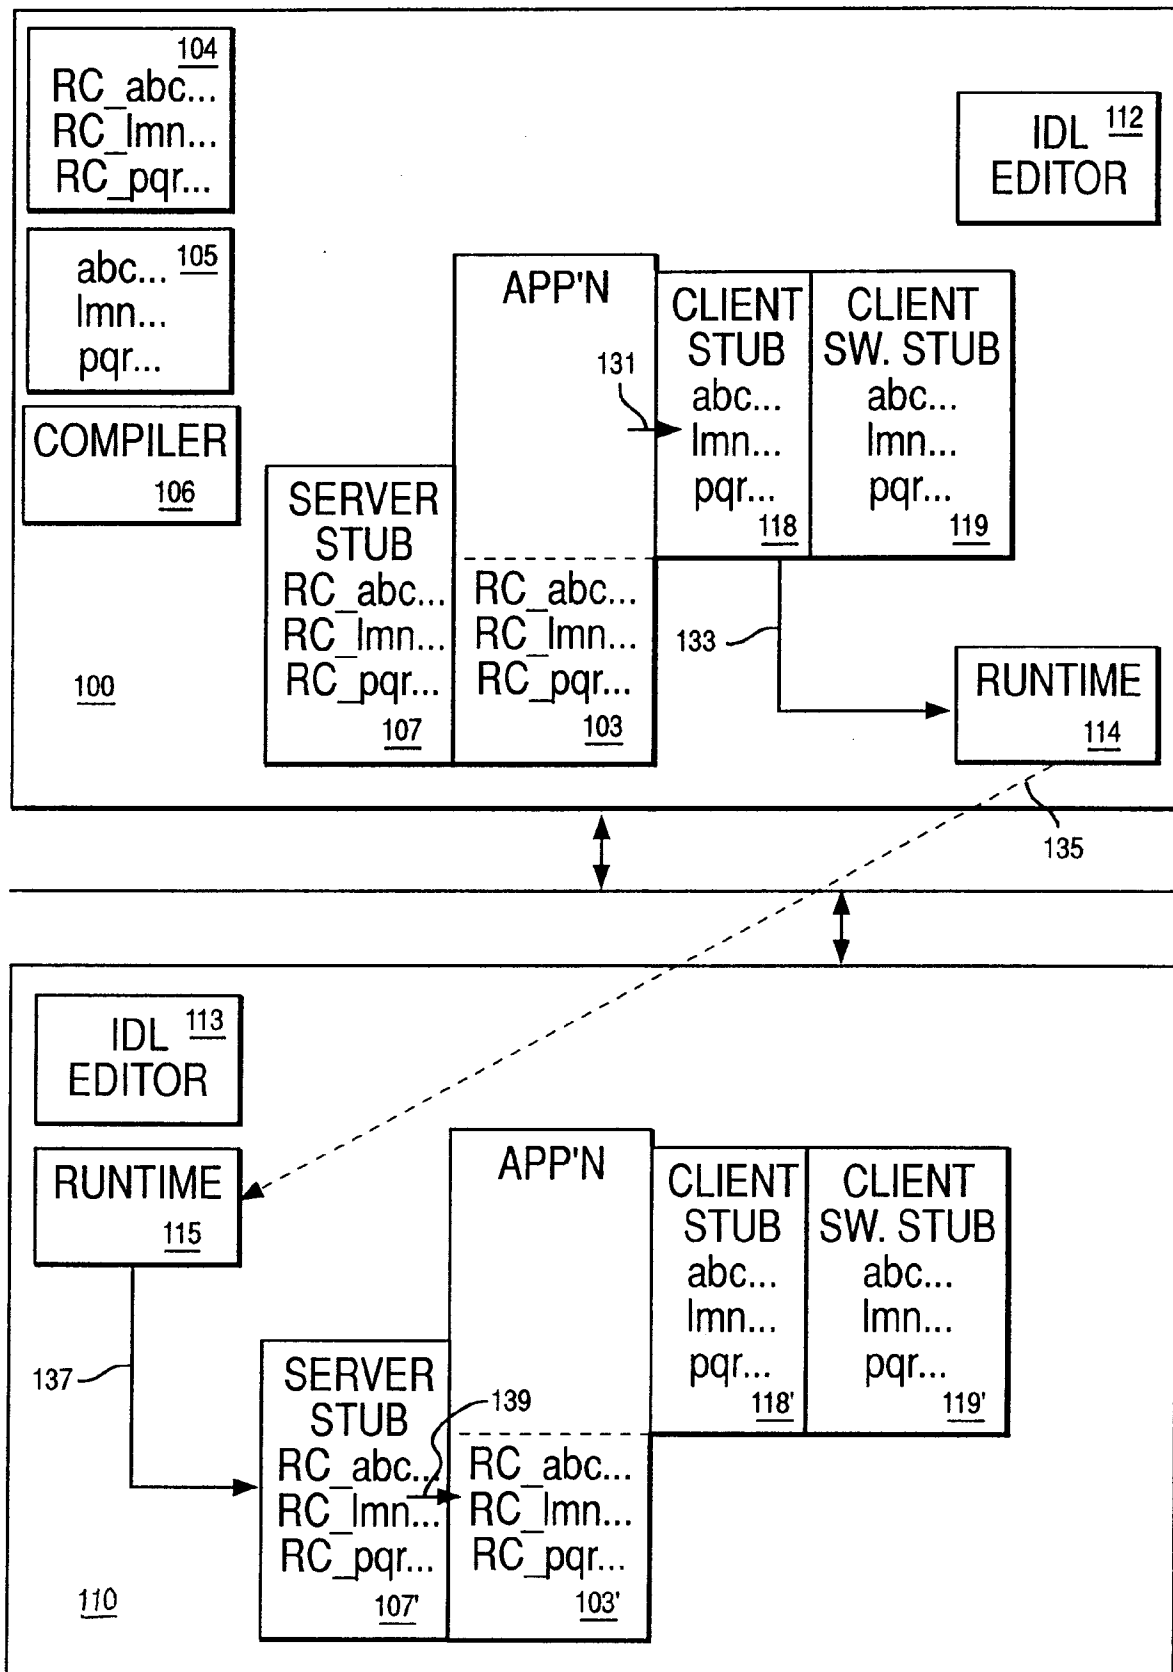 104
RC_abc...
RC_lmn...
RC_pqr...
112
IDL
EDITOR
abc... 105
lmn...
pqr...
COMPILER
106
APP'N
CLIENT
STUB
abc...
lmn...
pqr...
118
CLIENT
SW. STUB
abc...
lmn...
pqr...
119
131
SERVER
STUB
RC_abc...
RC_lmn...
RC_pqr...
107
RC_abc...
RC_lmn...
RC_pqr...
103
133
100
RUNTIME
114
135
IDL 113
EDITOR
RUNTIME
115
APP'N
CLIENT
STUB
abc...
lmn...
pqr...
118'
CLIENT
SW. STUB
abc...
lmn...
pqr...
119'
137
SERVER
STUB
RC_abc...
RC_lmn...
RC_pqr...
107'
139
RC_abc...
RC_lmn...
RC_pqr...
103'
110